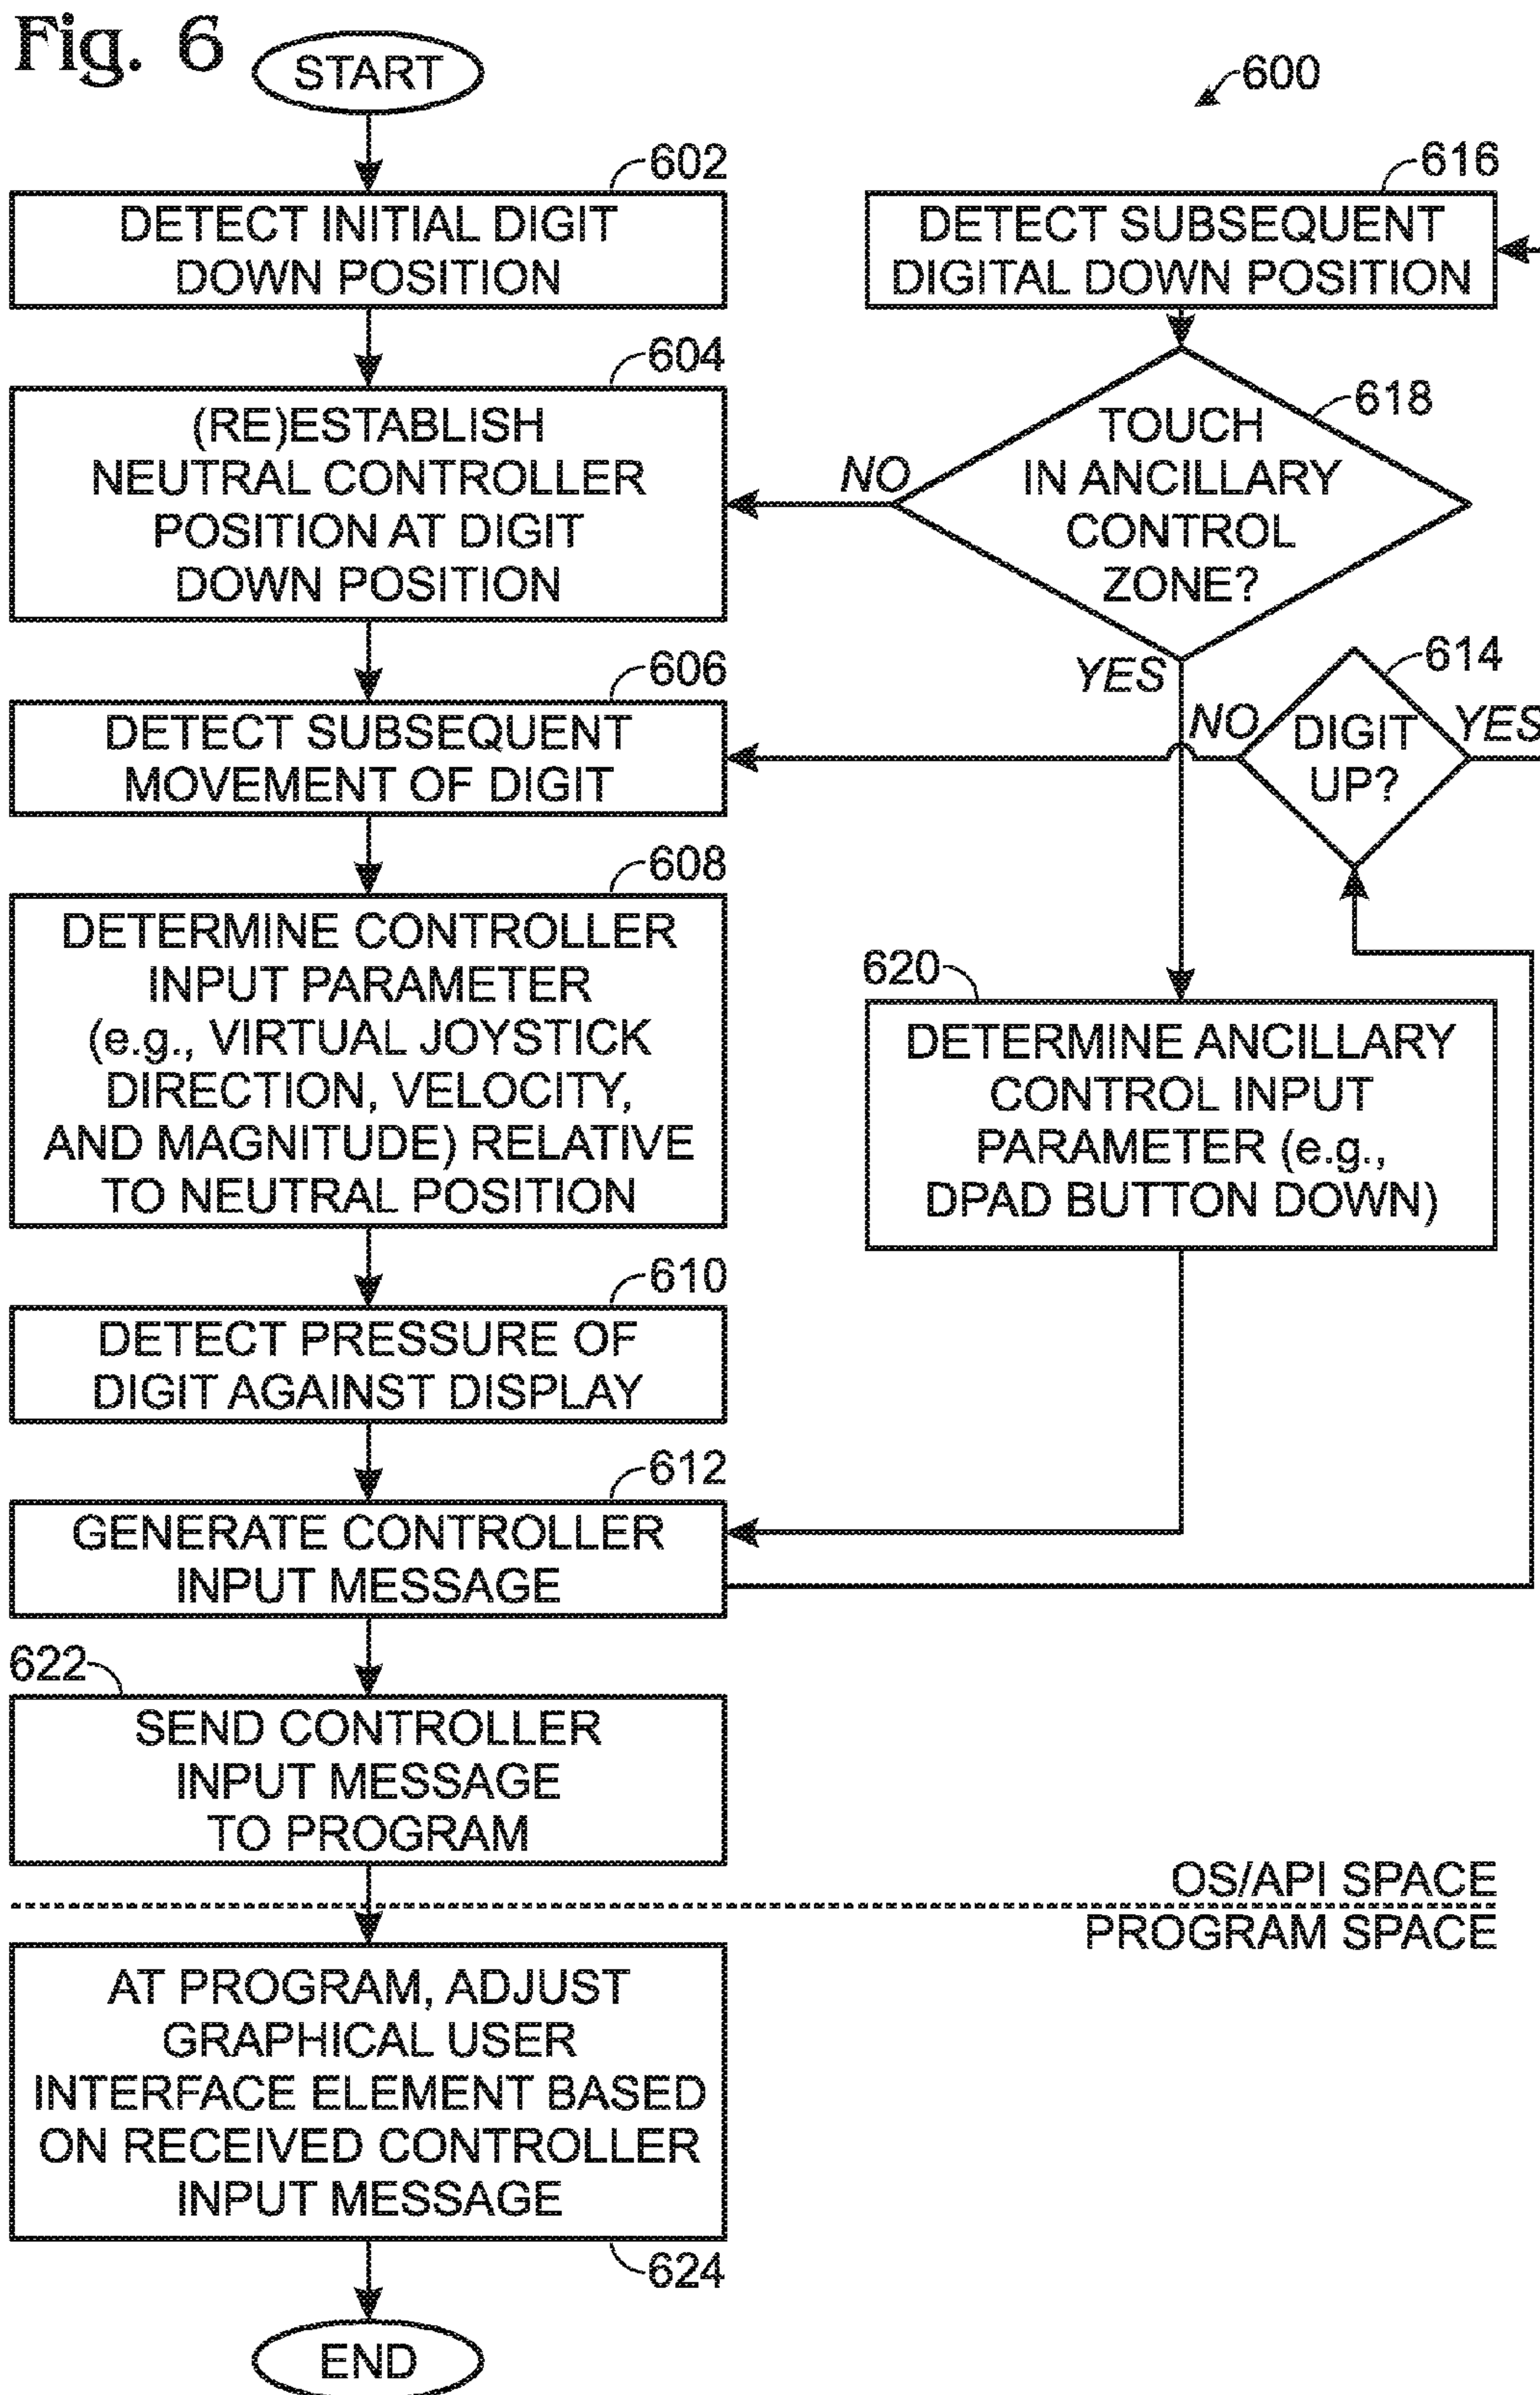 Fig. 6
START
600
602
DETECT INITIAL DIGIT
DOWN POSITION
604
(RE)ESTABLISH
NEUTRAL CONTROLLER
POSITION AT DIGIT
DOWN POSITION
606
DETECT SUBSEQUENT
MOVEMENT OF DIGIT
608
DETERMINE CONTROLLER
INPUT PARAMETER
(e.g., VIRTUAL JOYSTICK
DIRECTION, VELOCITY,
AND MAGNITUDE) RELATIVE
TO NEUTRAL POSITION
610
DETECT PRESSURE OF
DIGIT AGAINST DISPLAY
612
GENERATE CONTROLLER
INPUT MESSAGE
616
DETECT SUBSEQUENT
DIGITAL DOWN POSITION
618
TOUCH
IN ANCILLARY
CONTROL
ZONE?
NO
YES
614
DIGIT
UP?
NO
YES
620
DETERMINE ANCILLARY
CONTROL INPUT
PARAMETER (e.g.,
DPAD BUTTON DOWN)
622
SEND CONTROLLER
INPUT MESSAGE
TO PROGRAM
OS/API SPACE
PROGRAM SPACE
AT PROGRAM, ADJUST
GRAPHICAL USER
INTERFACE ELEMENT BASED
ON RECEIVED CONTROLLER
INPUT MESSAGE
624
END